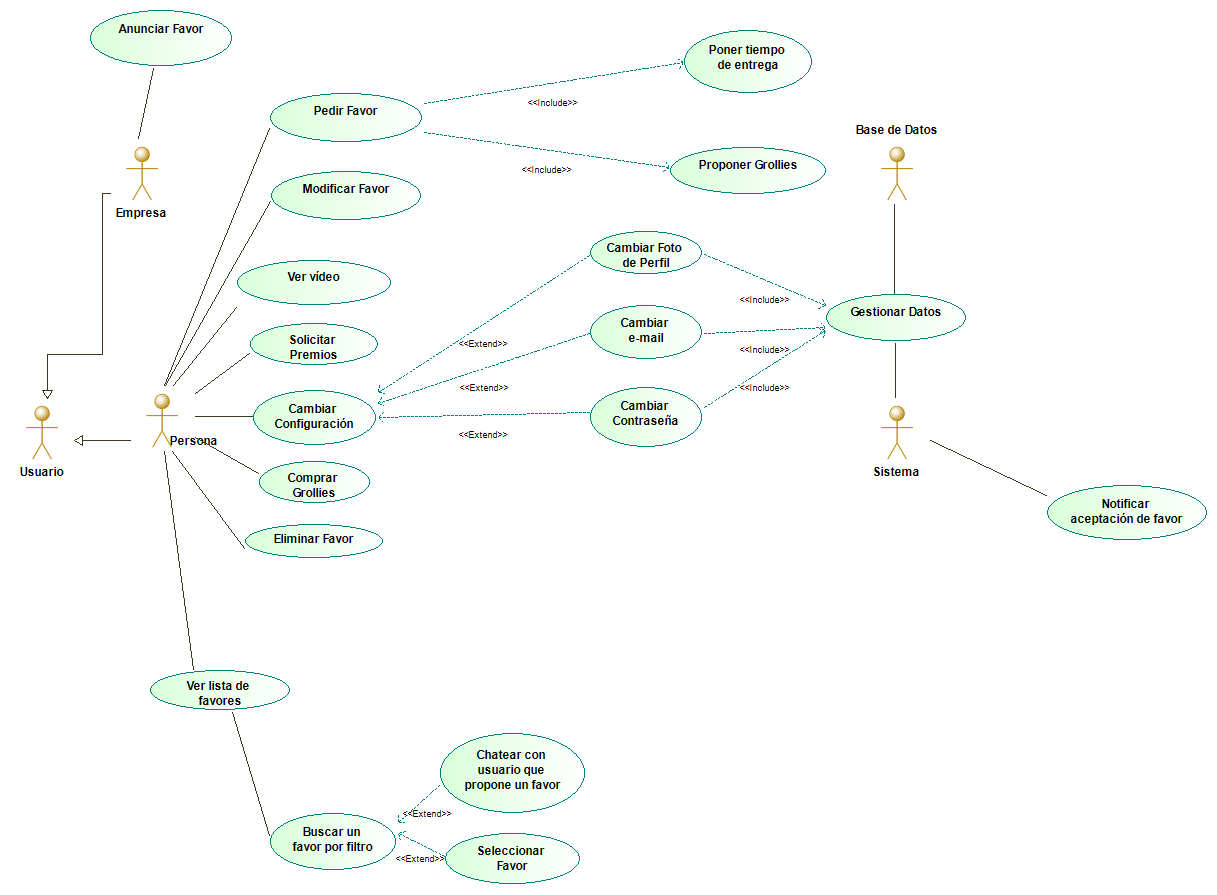 Anunciar Favor
Poner tiempo
de entrega
<<Include>>
Pedir Favor
Base de Datos
Proponer Grollies
<<Include>>
Modificar Favor
Empresa
Cambiar Foto
de Perfil
Ver vídeo
<<Include>>
Gestionar Datos
Cambiar
e-mail
Solicitar
Premios
<<Extend>>
<<Include>>
<<Extend>>
<<Include>>
Cambiar
Configuración
Cambiar
Contraseña
<<Extend>>
Persona
Usuario
Sistema
Comprar
Grollies
Notificar
aceptación de favor
Eliminar Favor
Ver lista de
favores
Chatear con
usuario que
propone un favor
<<Extend>>
Buscar un
favor por filtro
<<Extend>>
Seleccionar
Favor